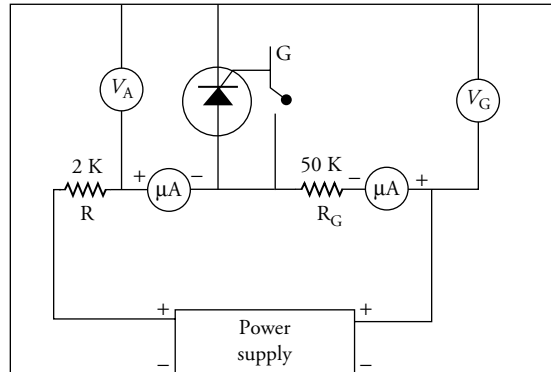 G
V_A
V_G
2 K
+ μA −
R
50 K
− μA +
R_G
+ +
Power
supply
− −